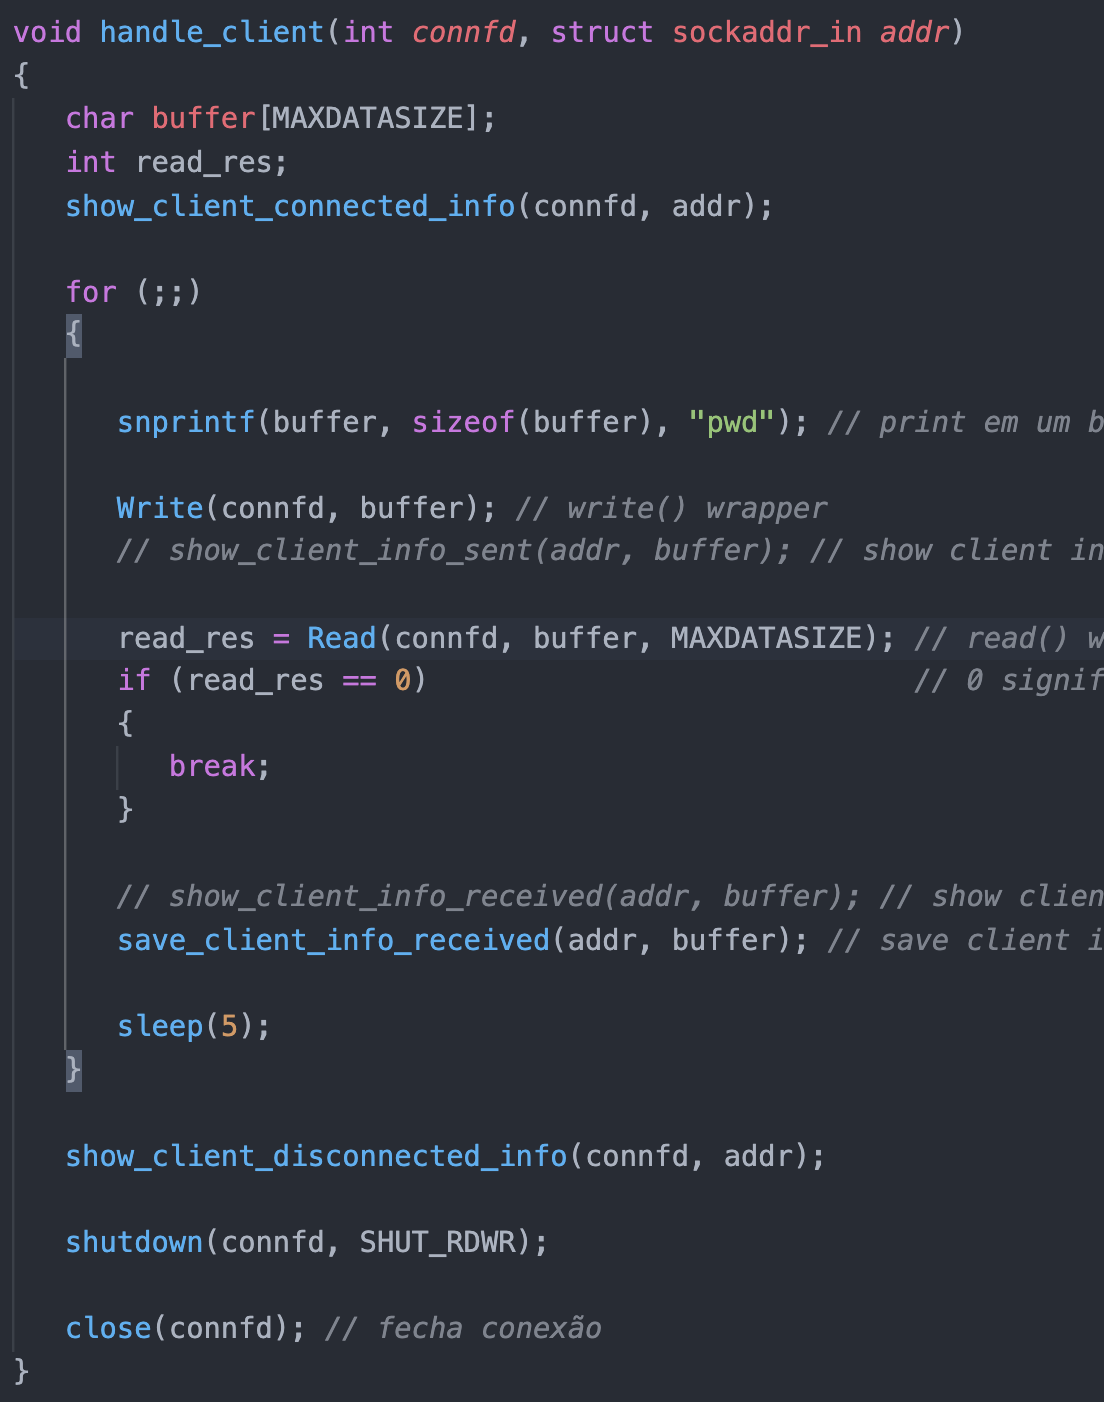 void handle_client(int connfd, struct sockaddr_in addr)
{
char buffer[MAXDATASIZE];
int read_res;
show_client_connected_info(connfd, addr);
for (;;)
{
snprintf(buffer, sizeof(buffer), "pwd"); // print em um
Write(connfd, buffer); // write() wrapper
// show_client_info_sent(addr, buffer); // show client
read_res = Read(connfd, buffer, MAXDATASIZE); // read()
if (read_res == 0) // 0
{
break;
}
// show_client_info_received(addr, buffer); // show
save_client_info_received(addr, buffer); // save client
sleep(5);
}
show_client_disconnected_info(connfd, addr);
shutdown(connfd, SHUT_RDWR);
close(connfd); // fecha conexão
}